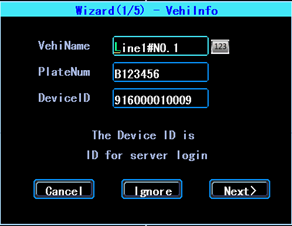 Wizard(1/5) - VehiInfo
VehiName Line1#NO.1 123
PlateNum B123456
DeviceID 916000010009
The Device ID is
ID for server login
Cancel Ignore Next>